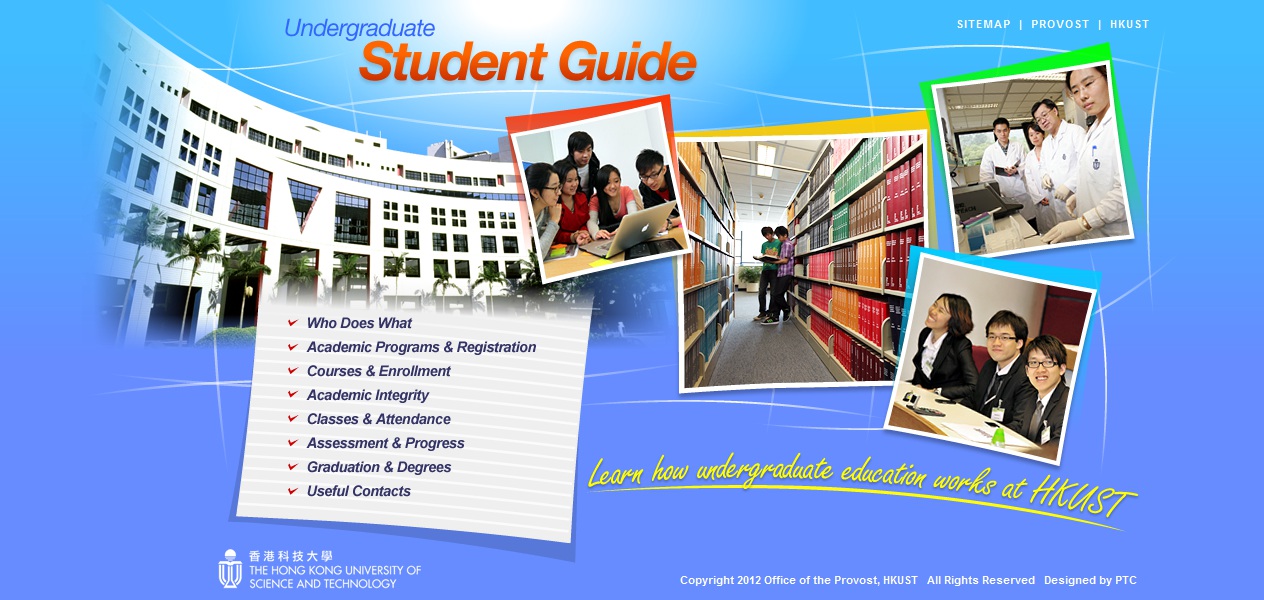 SITEMAP | PROVOST | HKUST
Undergraduate
Student Guide
Who Does What
Academic Programs & Registration
Courses & Enrollment
Academic Integrity
Classes & Attendance
Assessment & Progress
Graduation & Degrees
Useful Contacts
Learn how undergraduate education works at HKUST
香港科技大學
THE HONG KONG UNIVERSITY OF
SCIENCE AND TECHNOLOGY
Copyright 2012 Office of the Provost, HKUST All Rights Reserved Designed by PTC